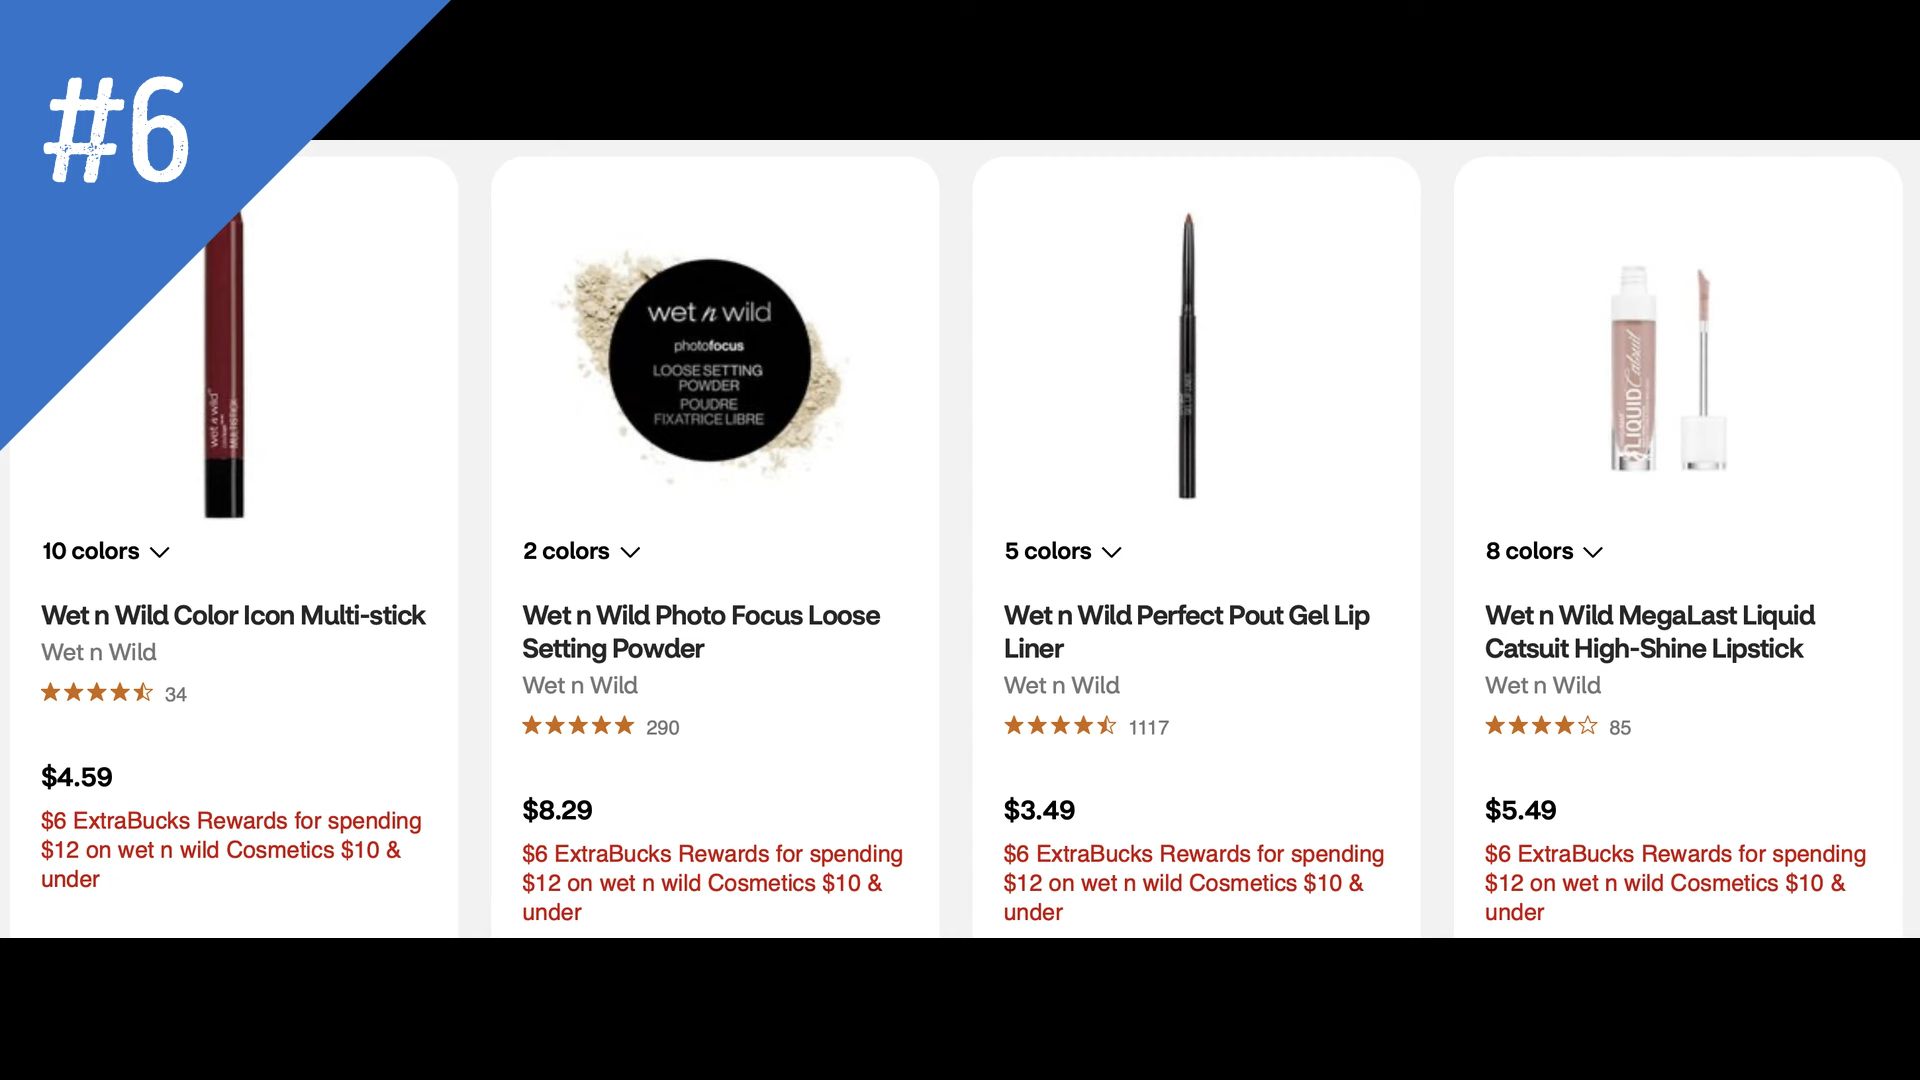 #6
wet n wild
MULTISTICK
10 colors
Wet n Wild Color Icon Multi-stick
Wet n Wild
34
$4.59
$6 ExtraBucks Rewards for spending
$12 on wet n wild Cosmetics $10 &
under
wet n wild
photofocus
LOOSE SETTING
POWDER
POUDRE
FIXATRICE LIBRE
2 colors
Wet n Wild Photo Focus Loose
Setting Powder
Wet n Wild
290
$8.29
$6 ExtraBucks Rewards for spending
$12 on wet n wild Cosmetics $10 &
under
GEL LIP LINER
5 colors
Wet n Wild Perfect Pout Gel Lip
Liner
Wet n Wild
1117
$3.49
$6 ExtraBucks Rewards for spending
$12 on wet n wild Cosmetics $10 &
under
LIQUID Catsuit
8 colors
Wet n Wild MegaLast Liquid
Catsuit High-Shine Lipstick
Wet n Wild
85
$5.49
$6 ExtraBucks Rewards for spending
$12 on wet n wild Cosmetics $10 &
under